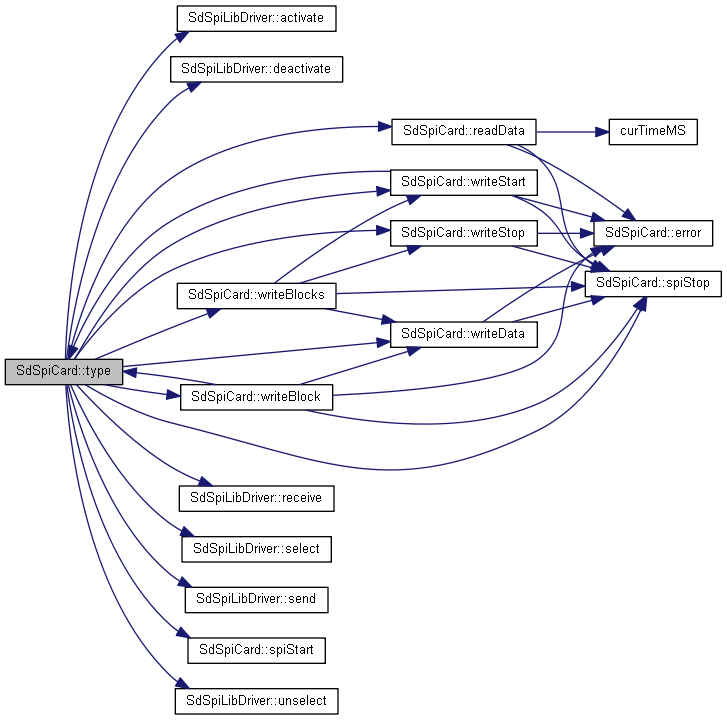 SdSpiLibDriver::activate
SdSpiLibDriver::deactivate
SdSpiCard::readData
curTimeMS
SdSpiCard::writeStart
SdSpiCard::writeStop
SdSpiCard::error
SdSpiCard::spiStop
SdSpiCard::writeBlocks
SdSpiCard::writeData
SdSpiCard::type
SdSpiCard::writeBlock
SdSpiLibDriver::receive
SdSpiLibDriver::select
SdSpiLibDriver::send
SdSpiCard::spiStart
SdSpiLibDriver::unselect